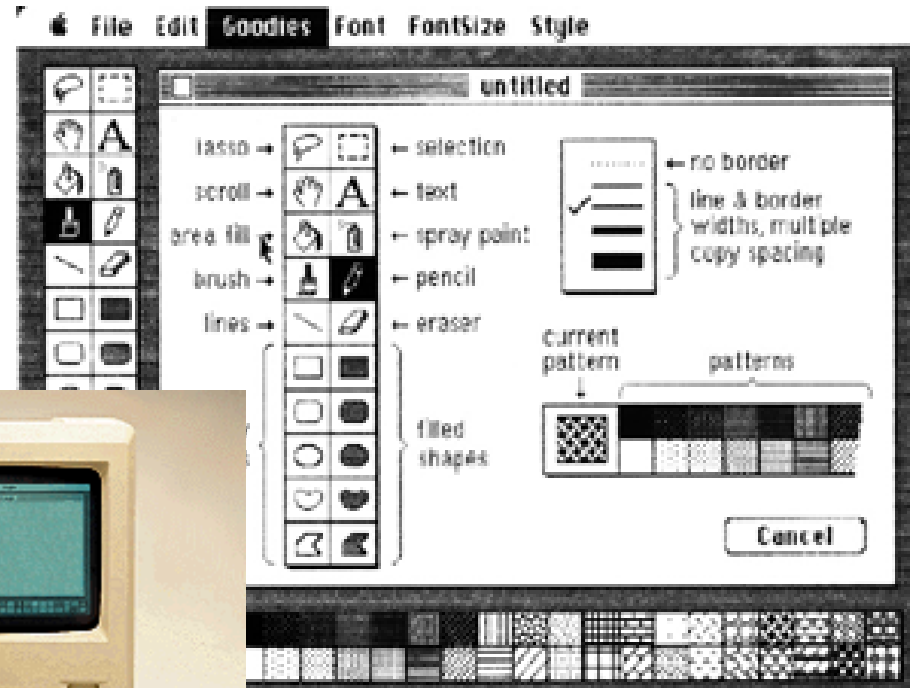 File Edit Goodies Font FontSize Style
untitled
lasso
selection
scroll
A
text
area fill
spray paint
brush
pencil
lines
eraser
filled
shapes
no border
line & border
widths, multiple
copy spacing
current
pattern
patterns
Cancel
A